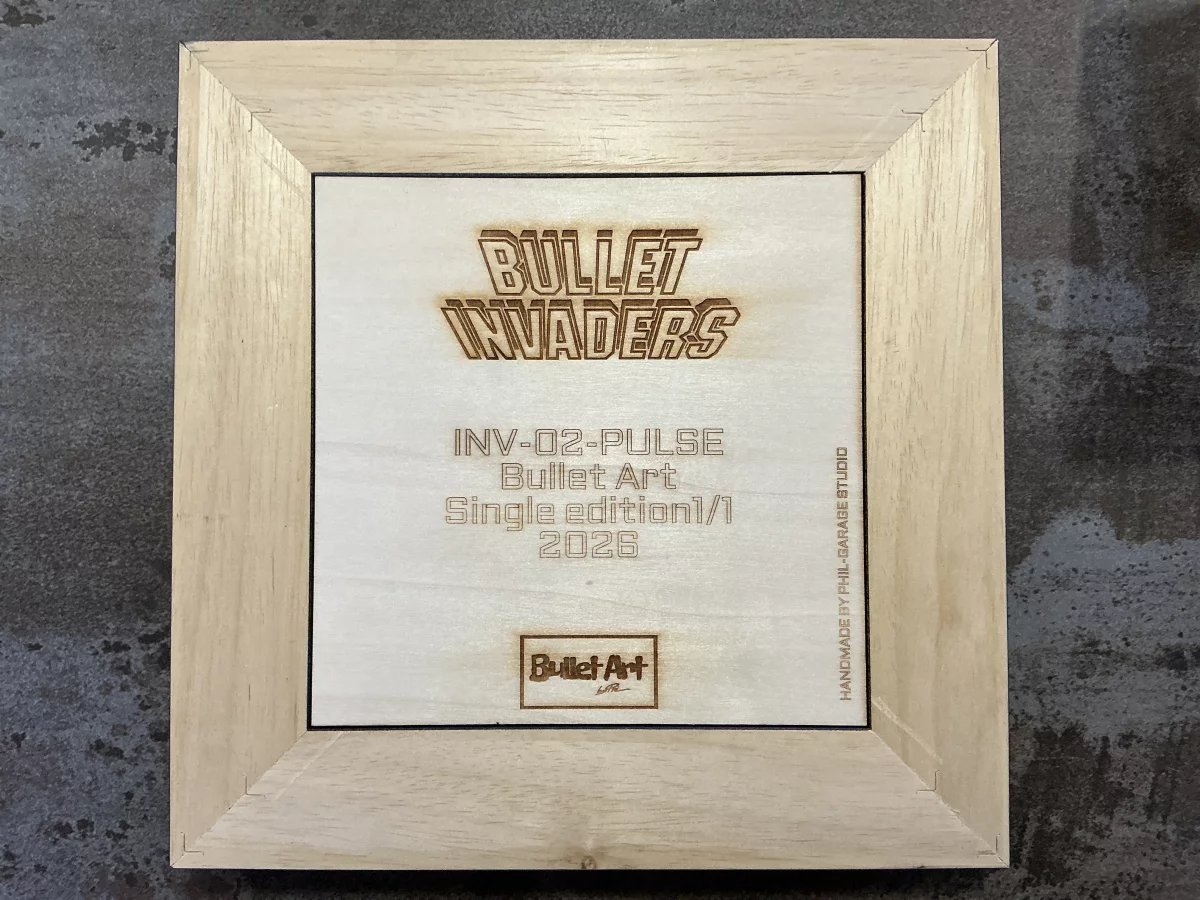 BULLET
INVADERS
INV-02-PULSE
Bullet Art
Single edition1/1
2026
Bullet Art
HANDMADE BY PHIL-GARAGE STUDIO